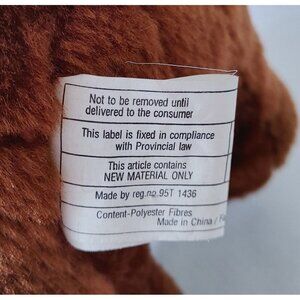 Not to be removed until
delivered to the consumer
This label is fixed in compliance
with Provincial law
This article contains
NEW MATERIAL ONLY
Made by reg.no.95T 1436
Content-Polyester Fibres
Made in China /